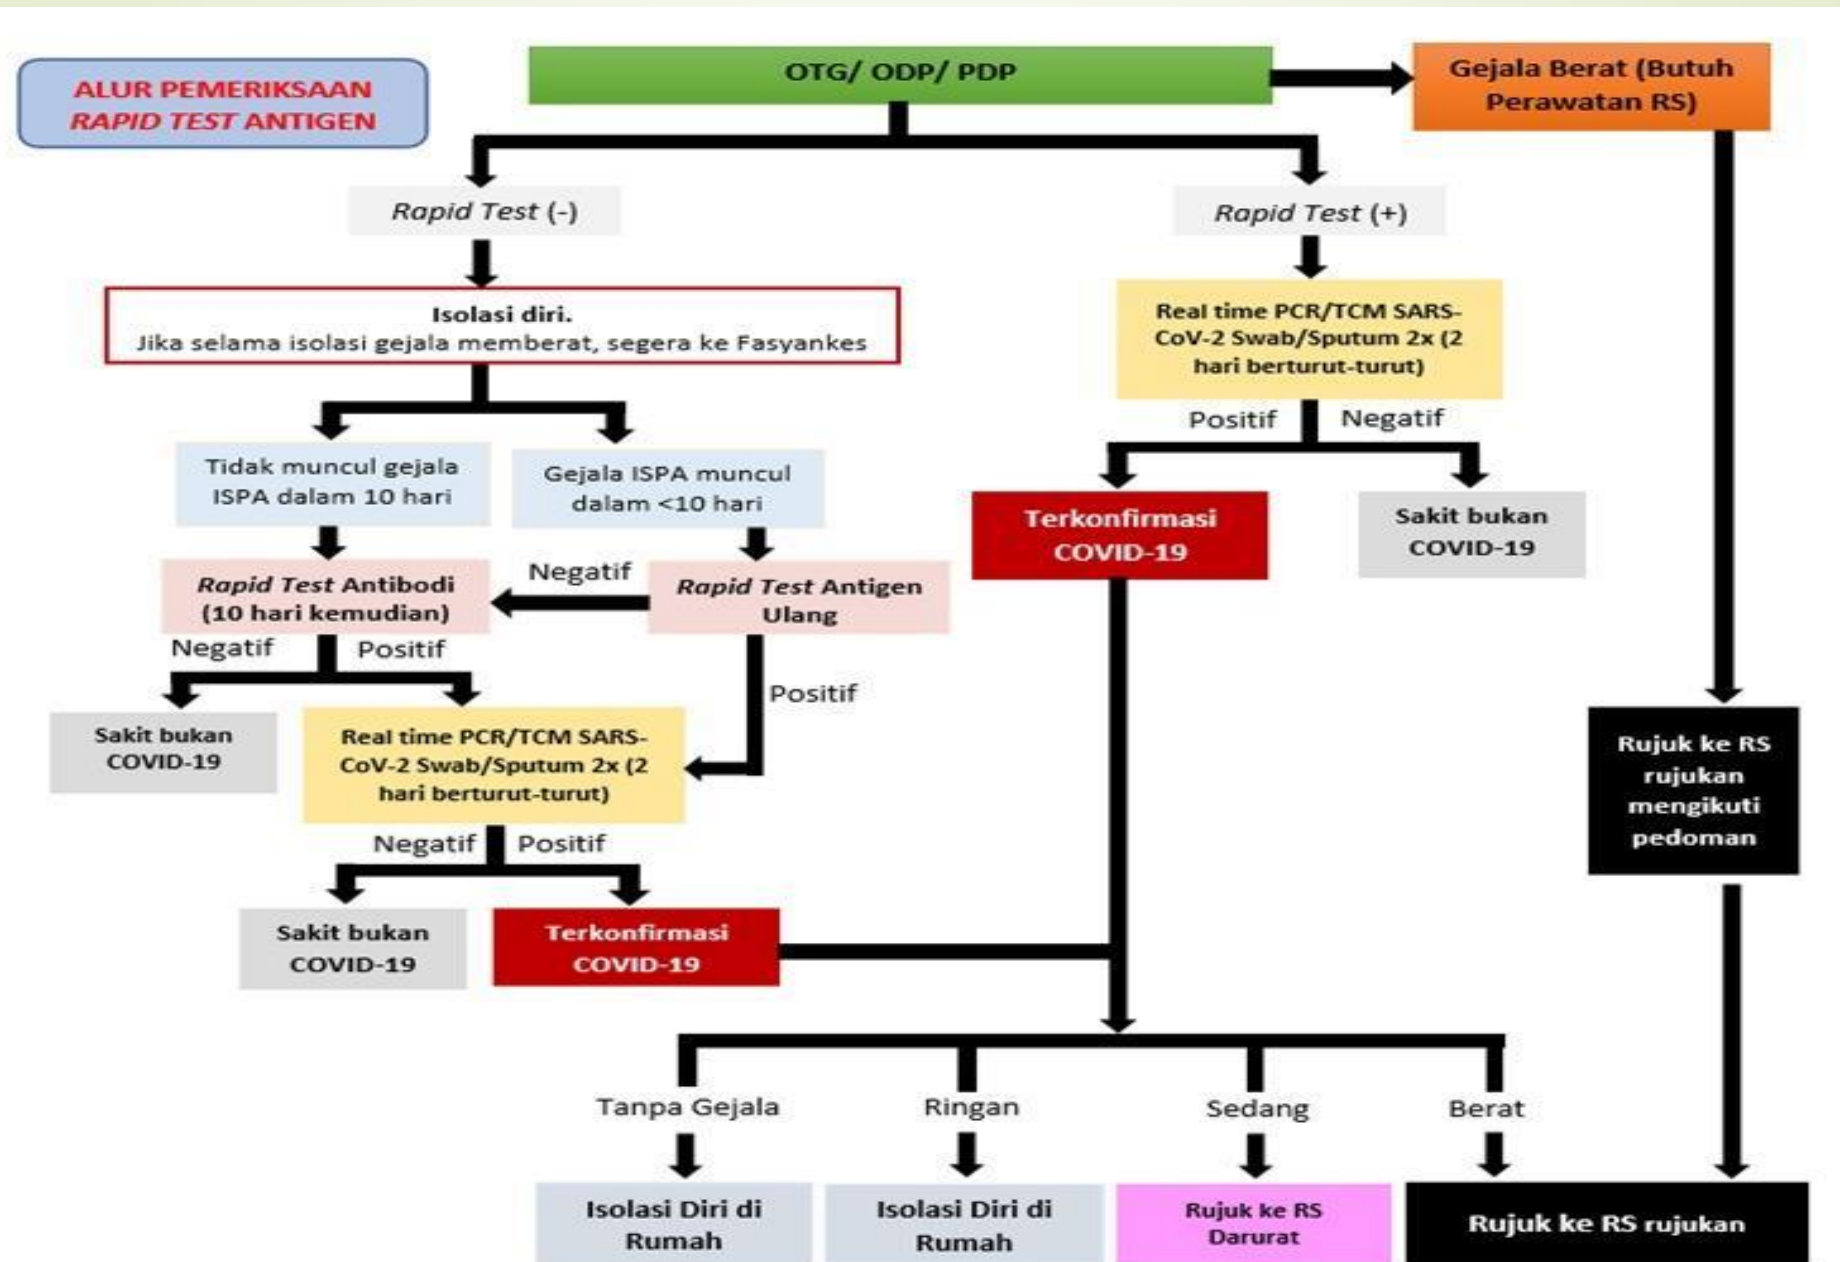 ALUR PEMERIKSAAN
RAPID TEST ANTIGEN
OTG/ ODP/ PDP
Gejala Berat (Butuh
Perawatan RS)
Rapid Test (-)
Rapid Test (+)
Isolasi diri.
Jika selama isolasi gejala memberat, segera ke Fasyankes
Real time PCR/TCM SARS-
CoV-2 Swab/Sputum 2x (2
hari berturut-turut)
Positif
Negatif
Tidak muncul gejala
ISPA dalam 10 hari
Gejala ISPA muncul
dalam <10 hari
Terkonfirmasi
COVID-19
Sakit bukan
COVID-19
Rapid Test Antibodi
(10 hari kemudian)
Negatif
Rapid Test Antigen
Ulang
Negatif
Positif
Positif
Sakit bukan
COVID-19
Real time PCR/TCM SARS-
CoV-2 Swab/Sputum 2x (2
hari berturut-turut)
Rujuk ke RS
rujukan
mengikuti
pedoman
Negatif
Positif
Sakit bukan
COVID-19
Terkonfirmasi
COVID-19
Tanpa Gejala
Ringan
Sedang
Berat
Isolasi Diri di
Rumah
Isolasi Diri di
Rumah
Rujuk ke RS
Darurat
Rujuk ke RS rujukan